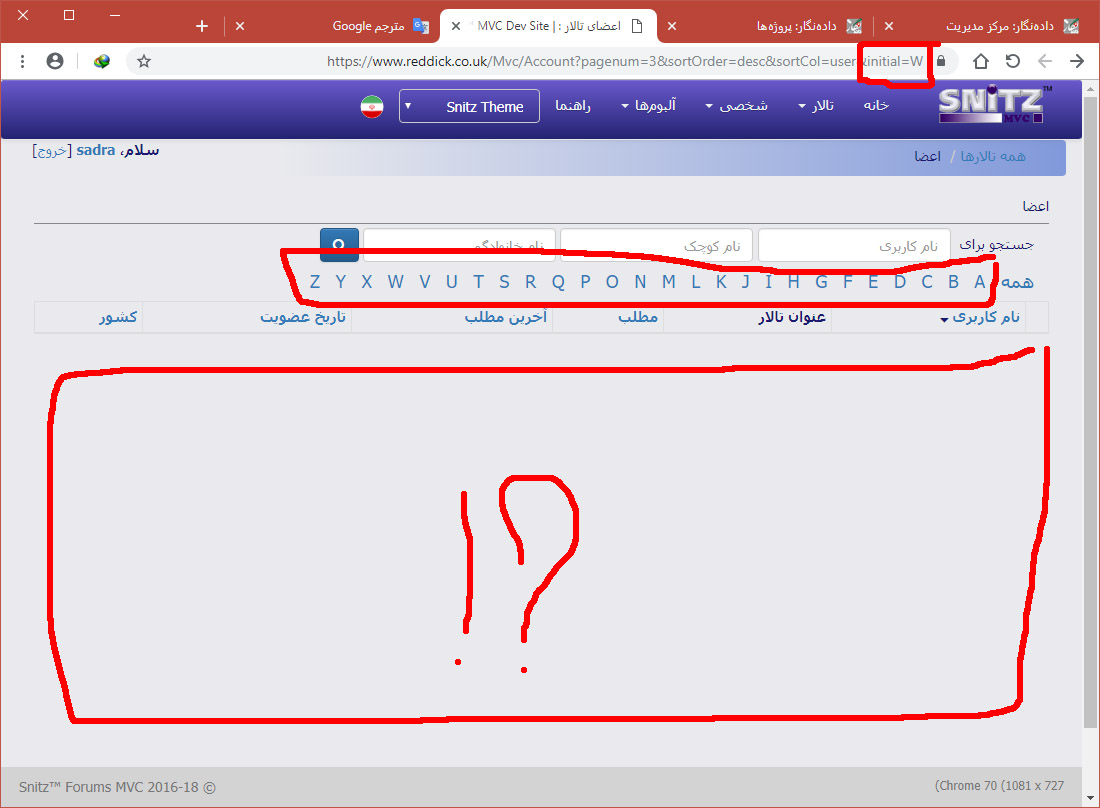 داده‌نگار: مرکز مدیریت
داده‌نگار: پروژه‌ها
اعضای تالار : | MVC Dev Site
مترجم Google
https://www.reddick.co.uk/Mvc/Account?pagenum=3&sortOrder=desc&sortCol=user&initial=W
SNITZ™ MVC
خانه
تالار
شخصی
آلبوم‌ها
راهنما
Snitz Theme
همه تالارها / اعضا
سلام، sadra [خروج]
اعضا
جستجو برای
نام کاربری
نام کوچک
نام خانوادگی
همه A B C D E F G H I J K L M N O P Q R S T U V W X Y Z
نام کاربری
عنوان تالار
مطلب
آخرین مطلب
تاریخ عضویت
کشور
!?
Snitz™ Forums MVC 2016-18 ©
(Chrome 70 (1081 x 727